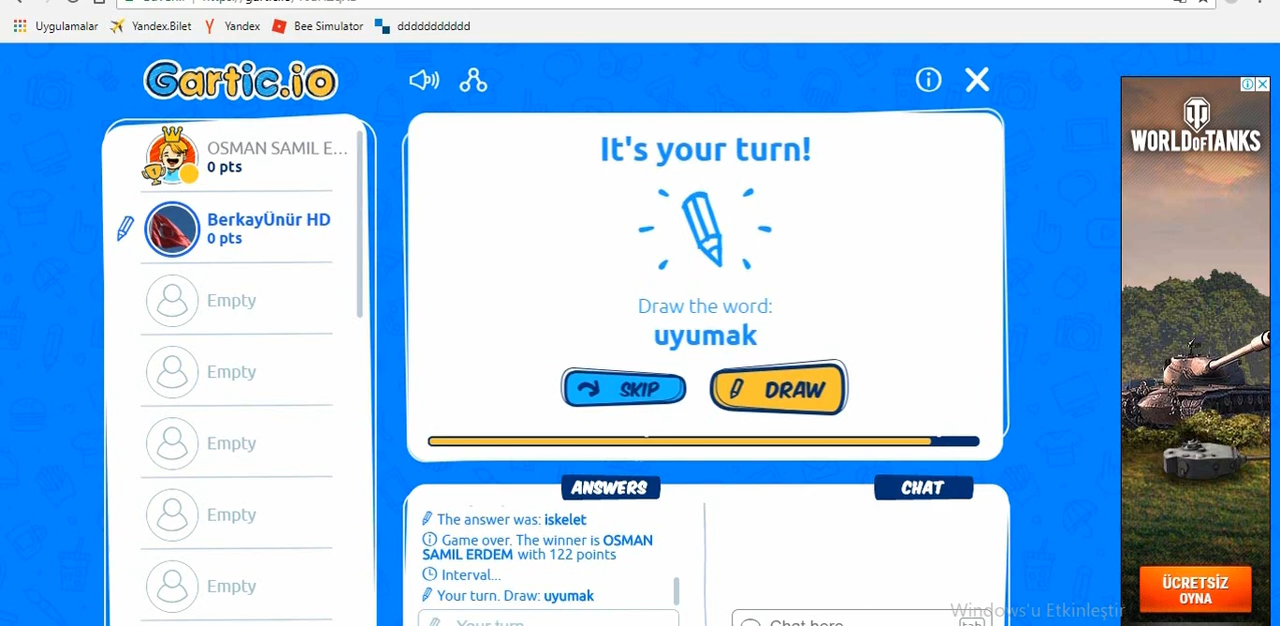 Uygulamalar Yandex.Bilet Yandex Bee Simulator ddddddddddd
Gartic.io
OSMAN SAMIL E...
0 pts
BerkayÜnür HD
0 pts
Empty
Empty
Empty
Empty
Empty
It's your turn!
Draw the word:
uyumak
SKIP DRAW
ANSWERS
The answer was: iskelet
Game over. The winner is OSMAN
SAMIL ERDEM with 122 points
Interval...
Your turn. Draw: uyumak
Your turn
CHAT
Chat here
tab
WORLD OF TANKS
ÜCRETSİZ
OYNA
Windows'u Etkinleştir